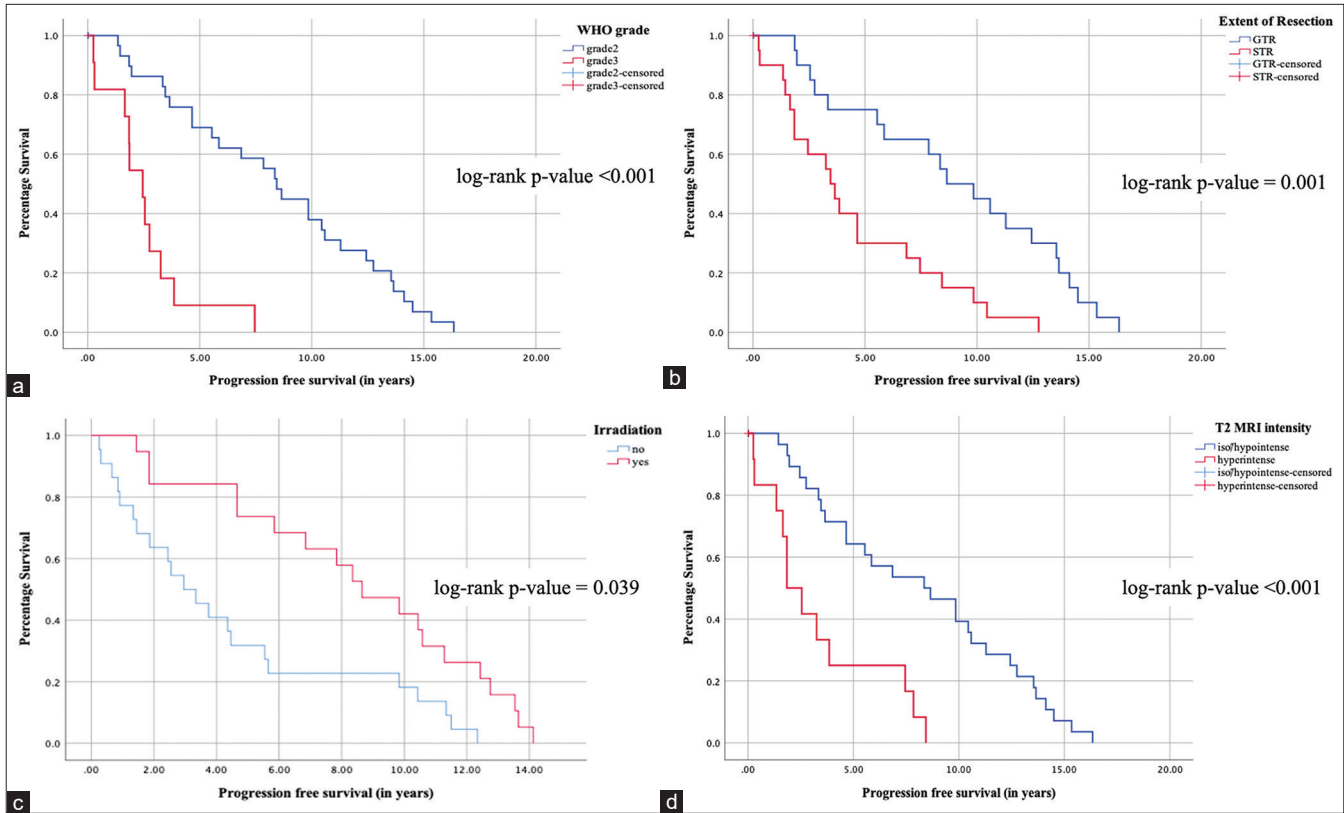 WHO grade
grade2
grade3
grade2-censored
grade3-censored
Percentage Survival
1.0
0.8
0.6
0.4
0.2
0.0
log-rank p-value <0.001
.00 5.00 10.00 15.00 20.00
Progression free survival (in years)
a
Extent of Resection
GTR
STR
GTR-censored
STR-censored
Percentage Survival
1.0
0.8
0.6
0.4
0.2
0.0
log-rank p-value = 0.001
.00 5.00 10.00 15.00 20.00
Progression free survival (in years)
b
Irradiation
no
yes
Percentage Survival
1.0
0.8
0.6
0.4
0.2
0.0
log-rank p-value = 0.039
.00 2.00 4.00 6.00 8.00 10.00 12.00 14.00
Progression free survival (in years)
c
T2 MRI intensity
iso/hypointense
hyperintense
iso/hypointense-censored
hyperintense-censored
Percentage Survival
1.0
0.8
0.6
0.4
0.2
0.0
log-rank p-value <0.001
.00 5.00 10.00 15.00 20.00
Progression free survival (in years)
d